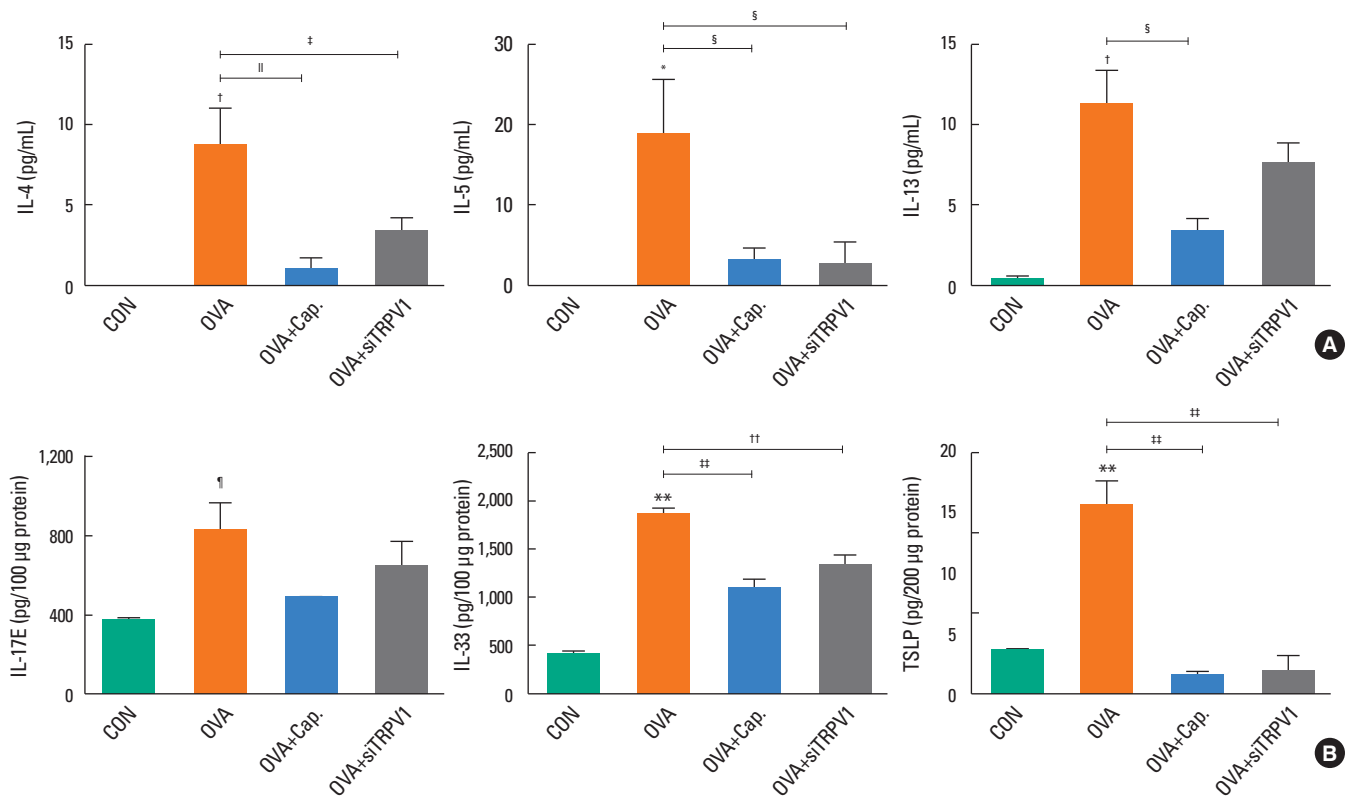 ‡
||
†
15
10
5
0
IL-4 (pg/mL)
CON
OVA
OVA+Cap.
OVA+siTRPV1
§
§
*
30
20
10
0
IL-5 (pg/mL)
CON
OVA
OVA+Cap.
OVA+siTRPV1
§
†
15
10
5
0
IL-13 (pg/mL)
CON
OVA
OVA+Cap.
OVA+siTRPV1
A
¶
1,200
800
400
0
IL-17E (pg/100 µg protein)
CON
OVA
OVA+Cap.
OVA+siTRPV1
††
‡‡
**
2,500
2,000
1,500
1,000
500
0
IL-33 (pg/100 µg protein)
CON
OVA
OVA+Cap.
OVA+siTRPV1
‡‡
‡‡
**
20
15
10
5
0
TSLP (pg/200 µg protein)
CON
OVA
OVA+Cap.
OVA+siTRPV1
B